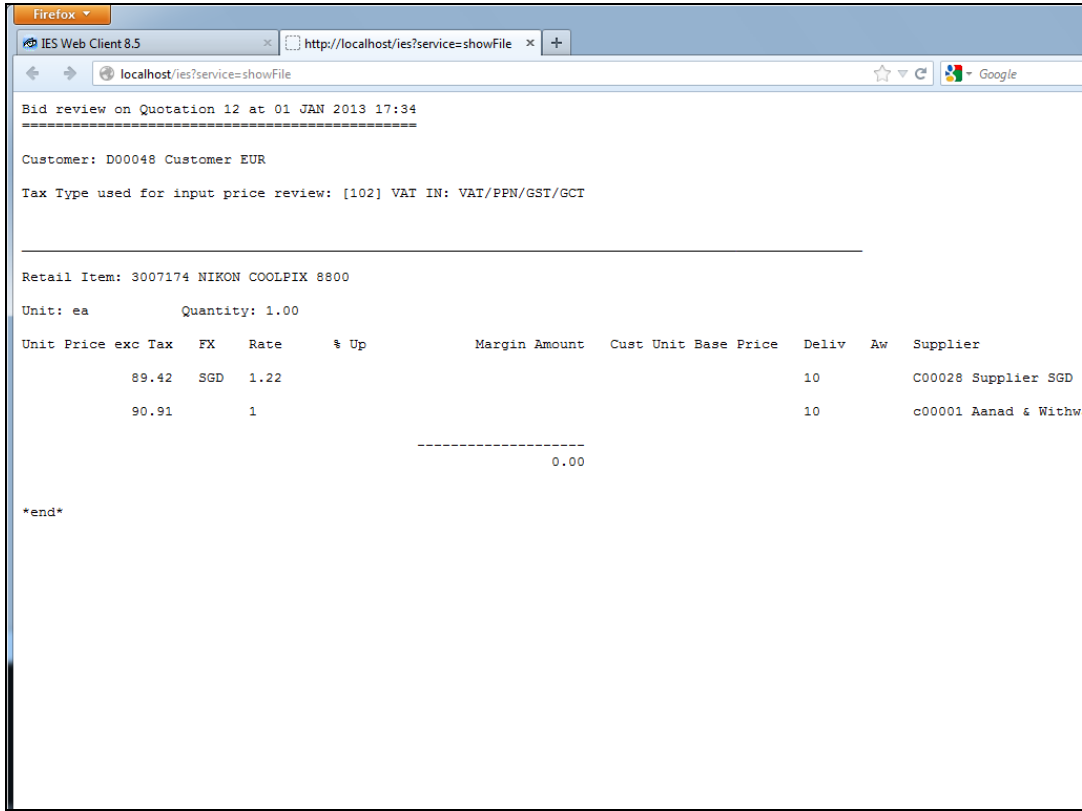 Firefox
IES Web Client 8.5
http://localhost/ies?service=showFile
localhost/ies?service=showFile
Google
Bid review on Quotation 12 at 01 JAN 2013 17:34
===============================================
Customer: D00048 Customer EUR
Tax Type used for input price review: [102] VAT IN: VAT/PPN/GST/GCT
Retail Item: 3007174 NIKON COOLPIX 8800
Unit: ea Quantity: 1.00
Unit Price exc Tax FX Rate % Up Margin Amount Cust Unit Base Price Deliv Aw Supplier
89.42 SGD 1.22 10 C00028 Supplier SGD
90.91 1 10 c00001 Aanad & Withw
--------------------
0.00
*end*